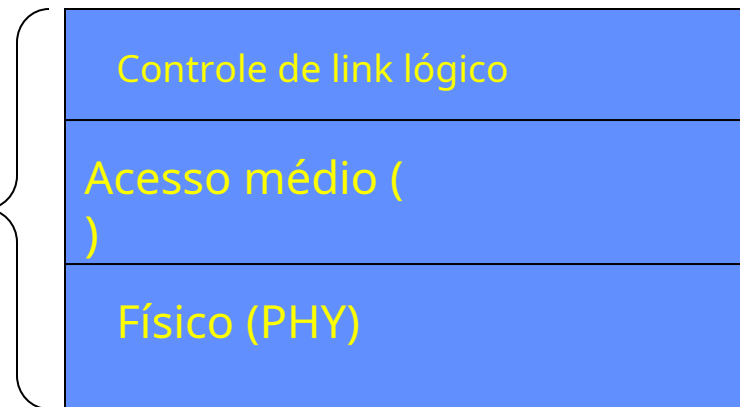 Controle de link lógico
Acesso médio (
)
Físico (PHY)